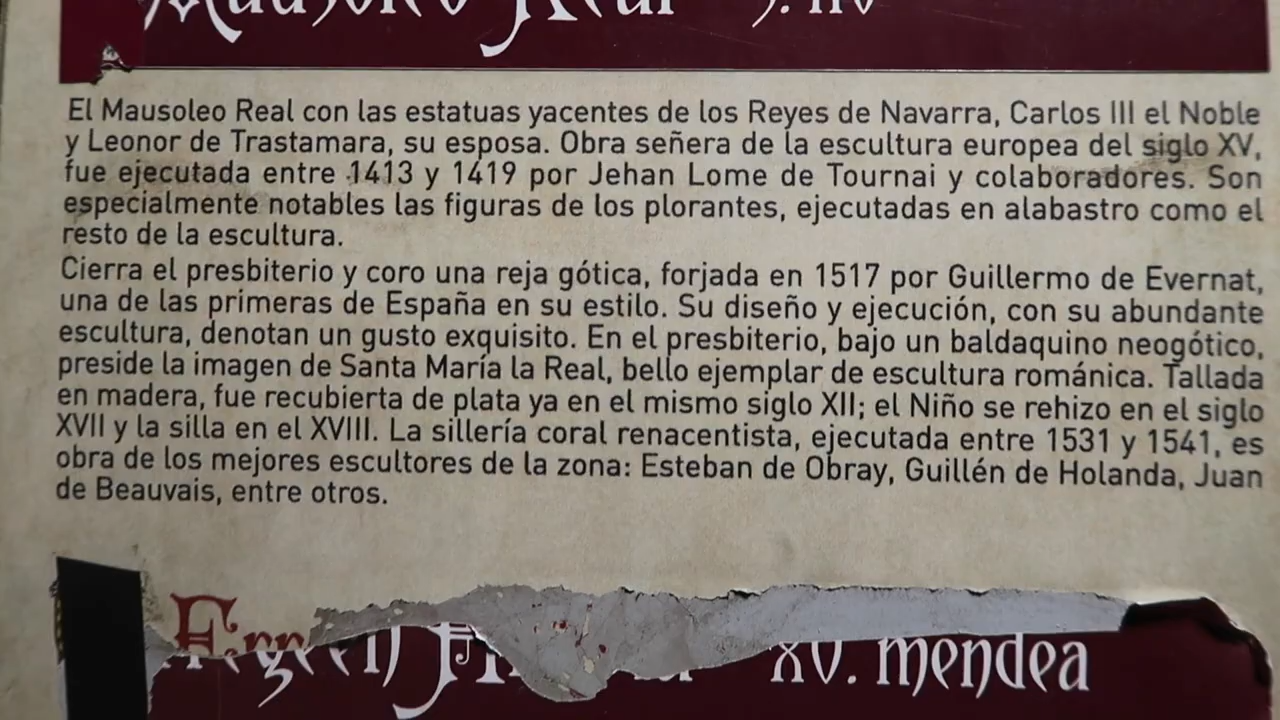 Mausoleo Real
El Mausoleo Real con las estatuas yacentes de los Reyes de Navarra, Carlos III el Noble
y Leonor de Trastamara, su esposa. Obra señera de la escultura europea del siglo XV,
fue ejecutada entre 1413 y 1419 por Jehan Lome de Tournai y colaboradores. Son
especialmente notables las figuras de los plorantes, ejecutadas en alabastro como el
resto de la escultura.
Cierra el presbiterio y coro una reja gótica, forjada en 1517 por Guillermo de Evernat,
una de las primeras de España en su estilo. Su diseño y ejecución, con su abundante
escultura, denotan un gusto exquisito. En el presbiterio, bajo un baldaquino neogótico,
preside la imagen de Santa María la Real, bello ejemplar de escultura románica. Tallada
en madera, fue recubierta de plata ya en el mismo siglo XII; el Niño se rehizo en el siglo
XVII y la silla en el XVIII. La sillería coral renacentista, ejecutada entre 1531 y 1541, es
obra de los mejores escultores de la zona: Esteban de Obray, Guillén de Holanda, Juan
de Beauvais, entre otros.
XV. mendea